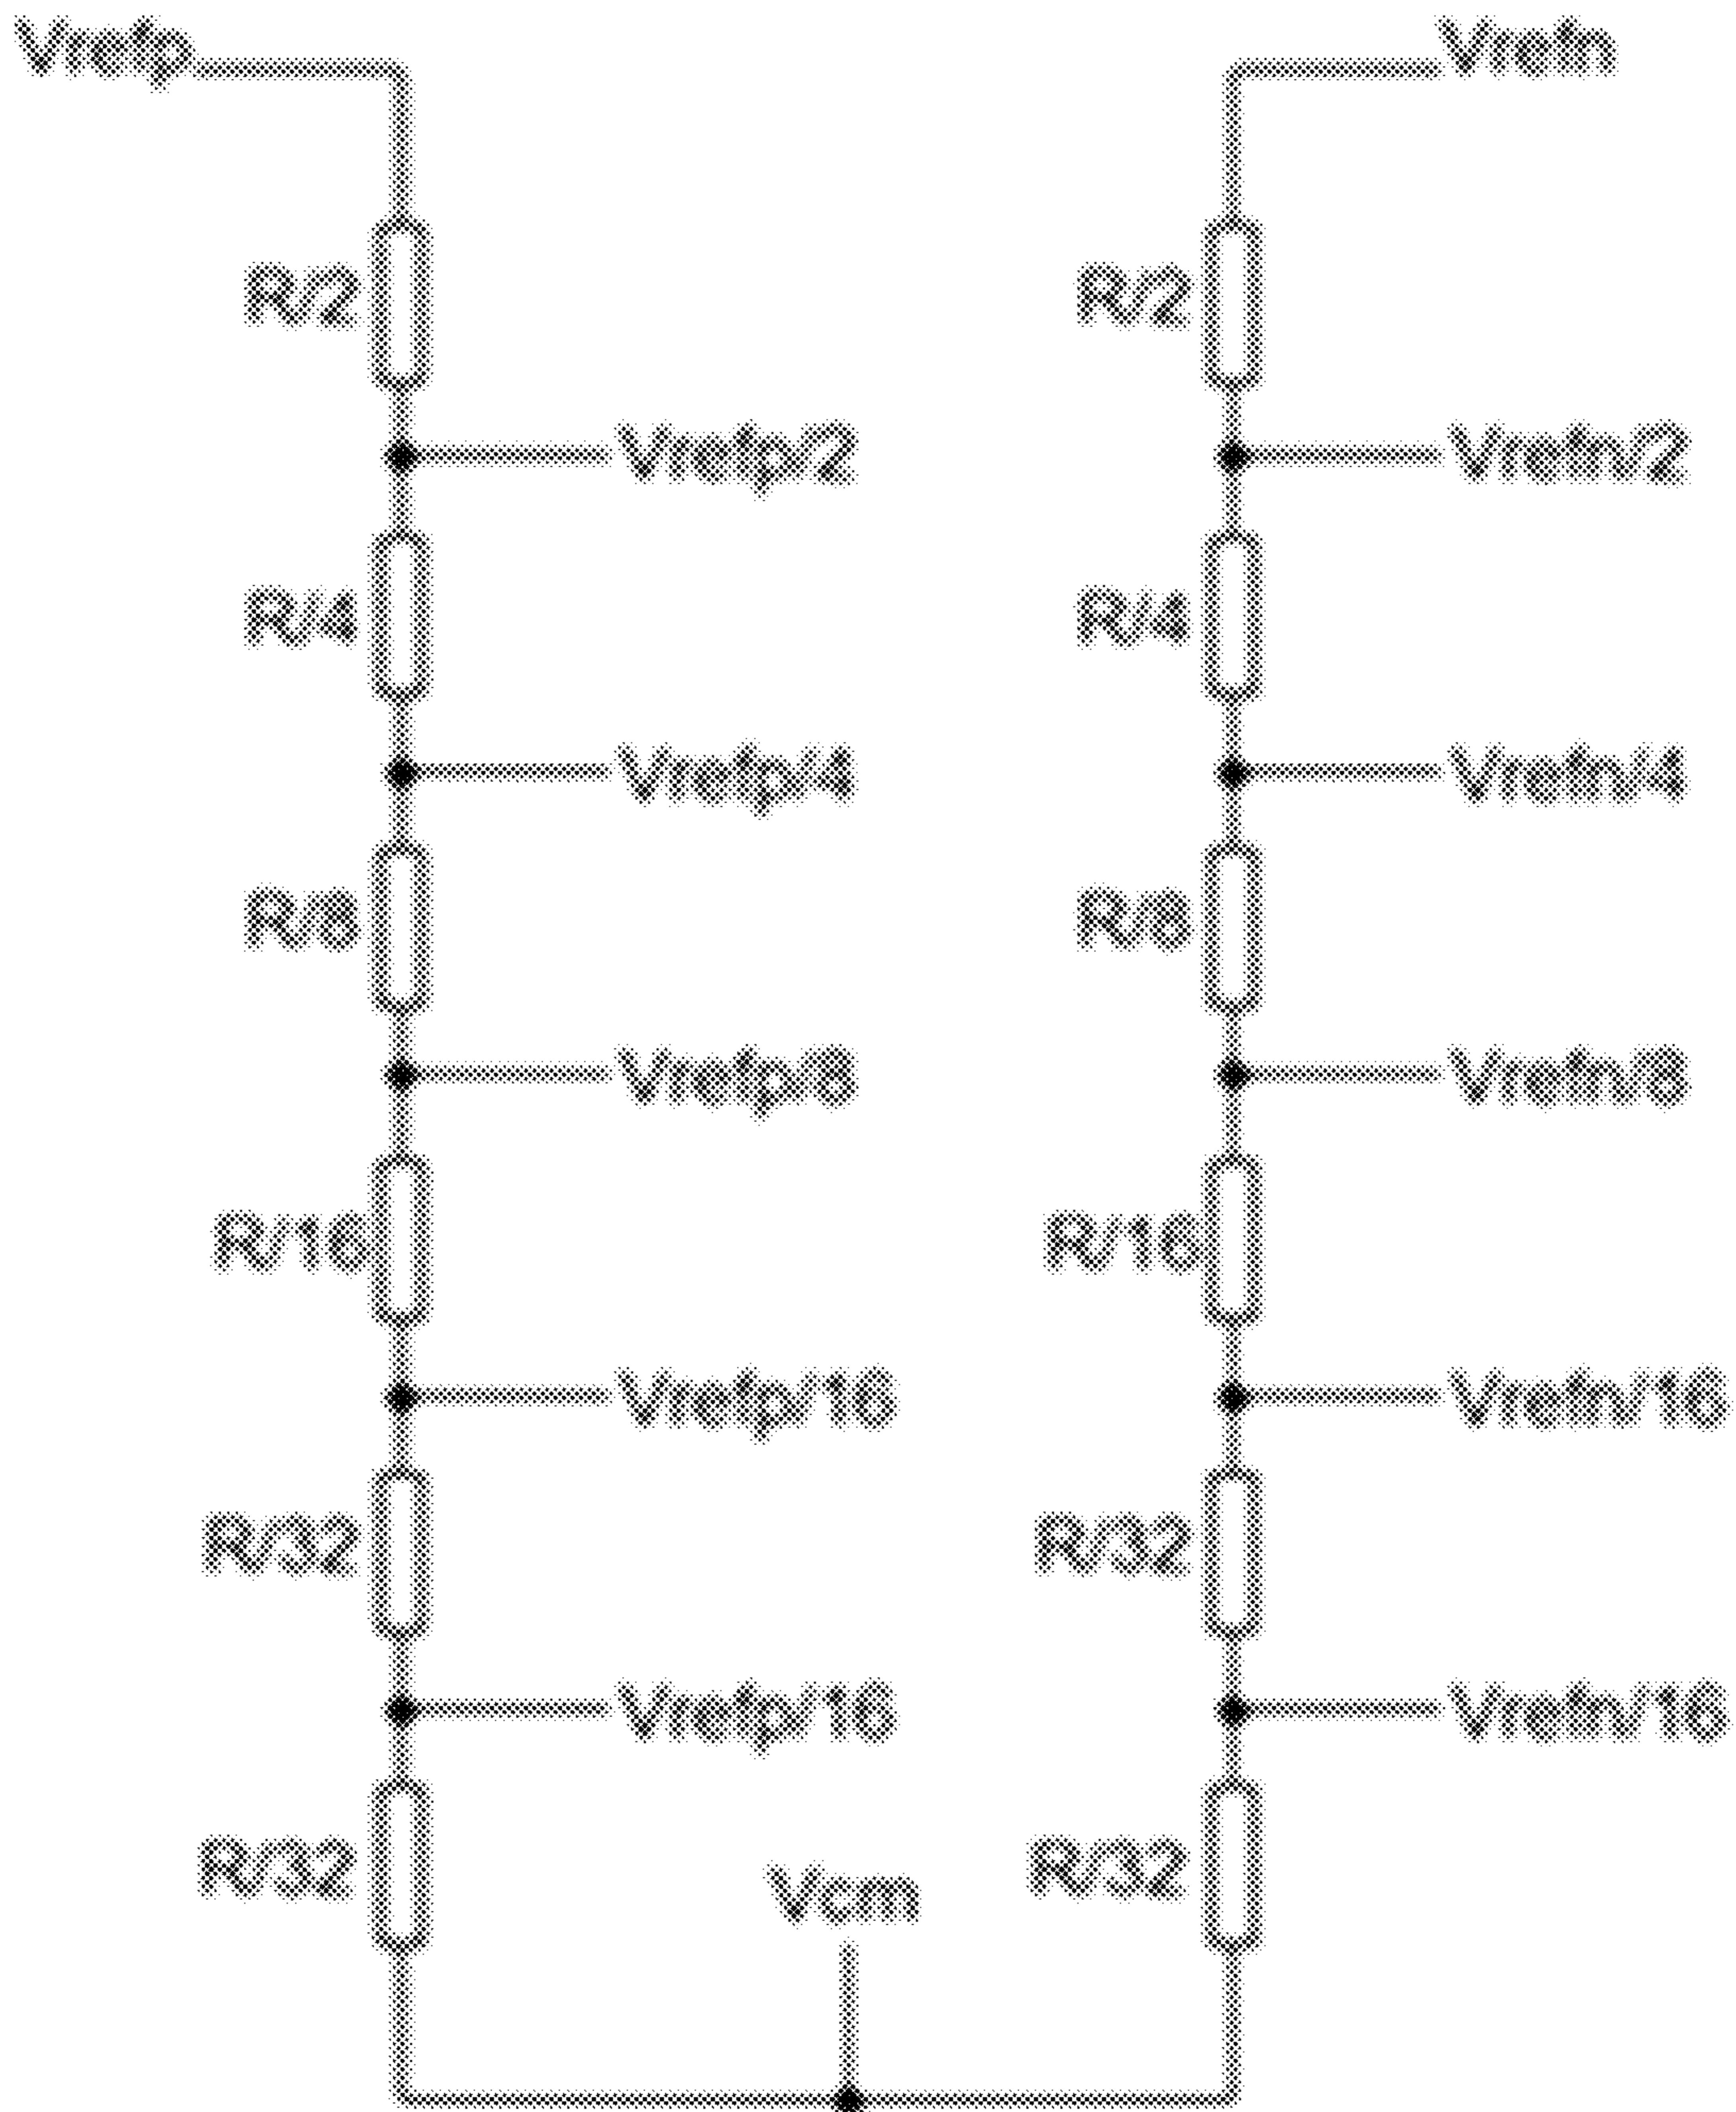 Vrefp Vrefn
R/2 R/2
Vrefp/2 Vrefn/2
R/4 R/4
Vrefp/4 Vrefn/4
R/8 R/8
Vrefp/8 Vrefn/8
R/16 R/16
Vrefp/16 Vrefn/16
R/32 R/32
Vrefp/16 Vrefn/16
R/32 R/32
Vcm